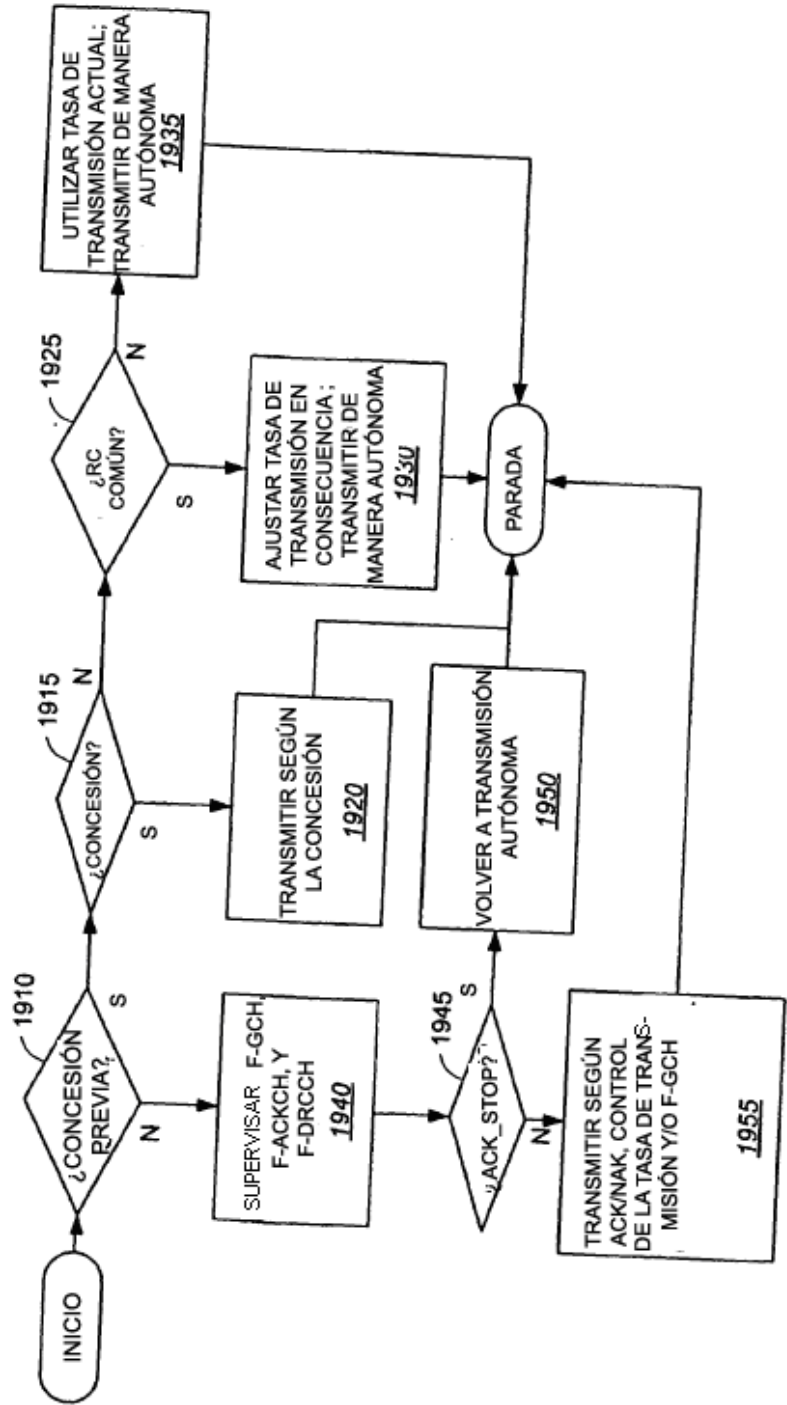 INICIO
1910
¿CONCESIÓN
PREVIA?
S
N
1915
¿CONCESIÓN?
N
S
1925
¿RC
COMÚN?
N
S
UTILIZAR TASA DE
TRANSMISIÓN ACTUAL;
TRANSMITIR DE MANERA
AUTÓNOMA
1935
SUPERVISAR F-GCH,
F-ACKCH, Y
F-DRCCH
1940
TRANSMITIR SEGÚN
LA CONCESIÓN
1920
AJUSTAR TASA DE
TRANSMISIÓN EN
CONSECUENCIA ;
TRANSMITIR DE
MANERA AUTÓNOMA
1930
1945
¿ACK_STOP?
S
N
VOLVER A TRANSMISIÓN
AUTÓNOMA
1950
PARADA
TRANSMITIR SEGÚN
ACK/NAK, CONTROL
DE LA TASA DE TRANS-
MISIÓN Y/O F-GCH
1955